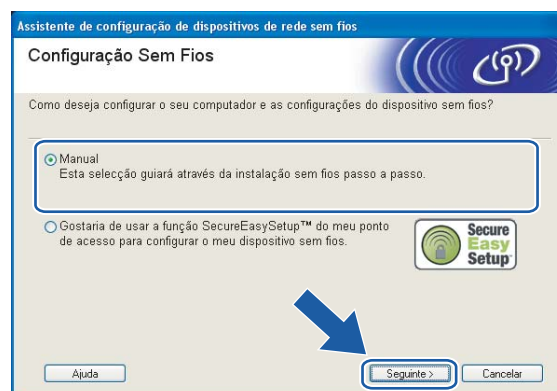 Assistente de configuração de dispositivos de rede sem fios
Configuração Sem Fios
Como deseja configurar o seu computador e as configurações do dispositivo sem fios?
Manual
Esta selecção guiará através da instalação sem fios passo a passo.
Gostaria de usar a função SecureEasySetup™ do meu ponto
de acesso para configurar o meu dispositivo sem fios.
Secure
Easy
Setup
Ajuda
Seguinte >
Cancelar